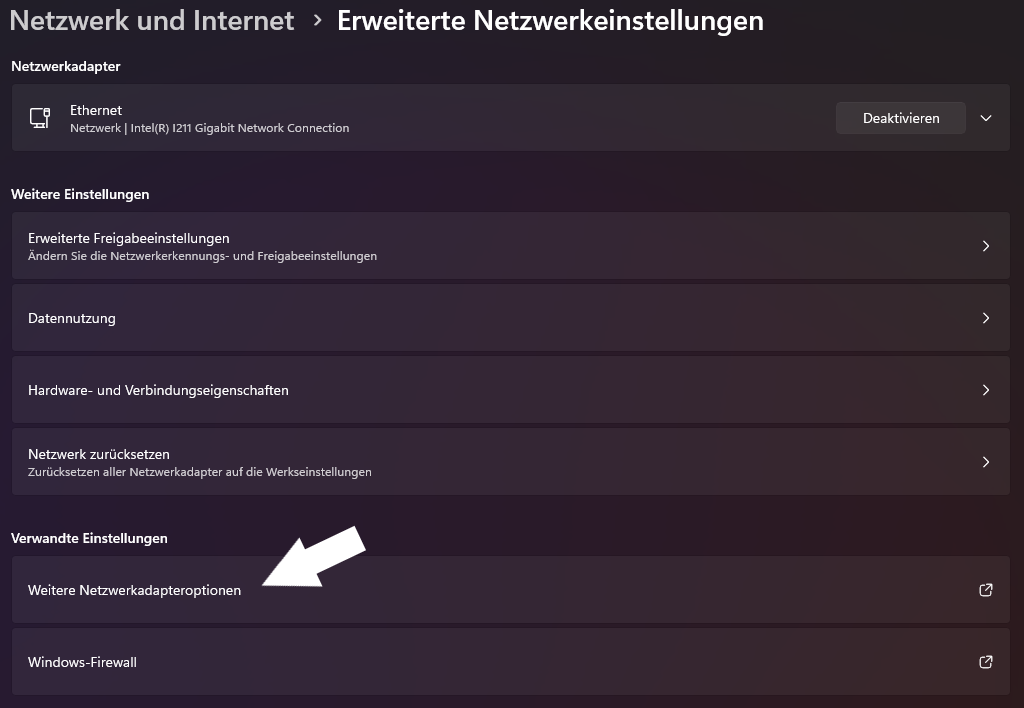 Netzwerk und Internet > Erweiterte Netzwerkeinstellungen
Netzwerkadapter
Ethernet
Netzwerk | Intel(R) I211 Gigabit Network Connection
Deaktivieren
Weitere Einstellungen
Erweiterte Freigabeeinstellungen
Ändern Sie die Netzwerkerkennungs- und Freigabeeinstellungen
Datennutzung
Hardware- und Verbindungseigenschaften
Netzwerk zurücksetzen
Zurücksetzen aller Netzwerkadapter auf die Werkseinstellungen
Verwandte Einstellungen
Weitere Netzwerkadapteroptionen
Windows-Firewall